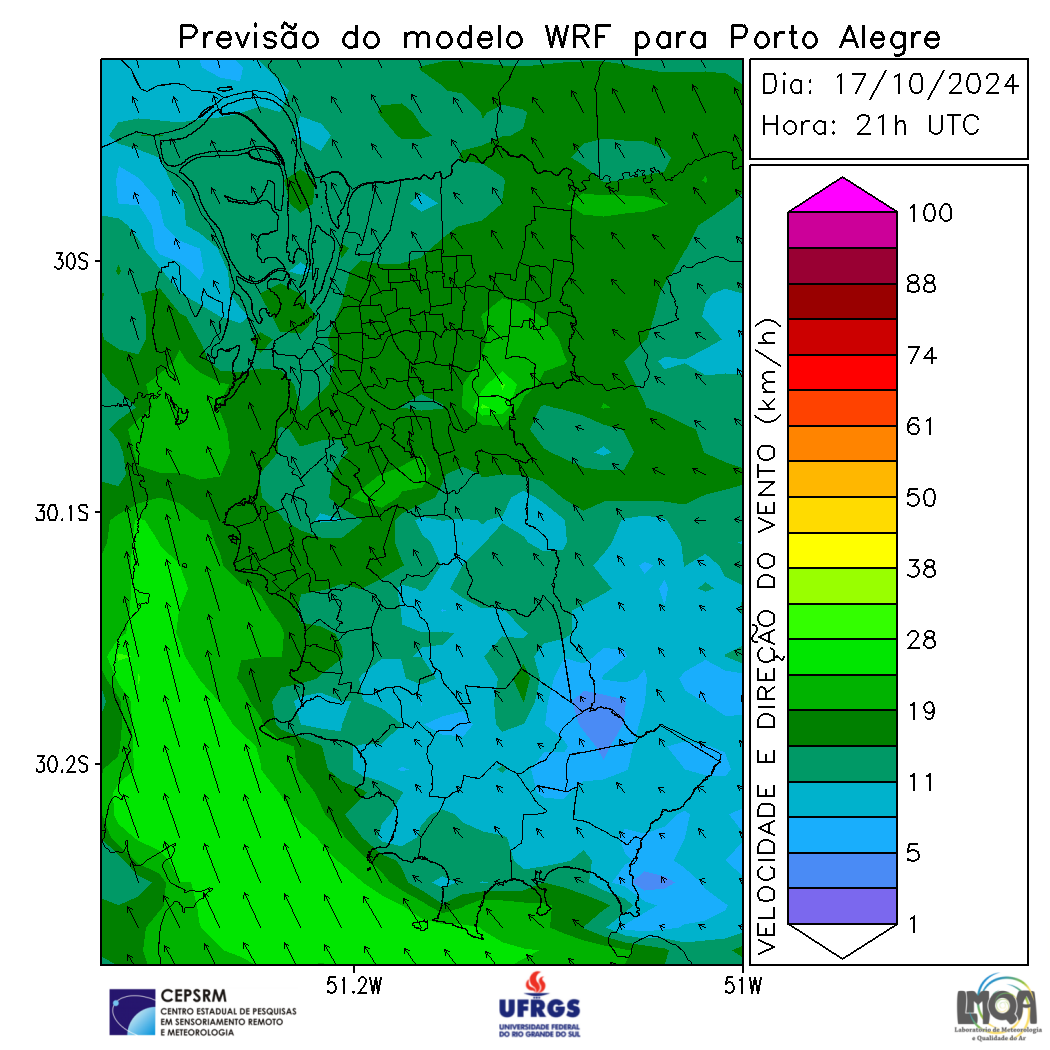 Previsão do modelo WRF para Porto Alegre
Dia: 17/10/2024
Hora: 21h UTC
30S
30.1S
30.2S
51.2W
51W
VELOCIDADE E DIREÇÃO DO VENTO (km/h)
100
88
74
61
50
38
28
19
11
5
1
CEPSRM
CENTRO ESTADUAL DE PESQUISAS
EM SENSORIAMENTO REMOTO
E METEOROLOGIA
UFRGS
UNIVERSIDADE FEDERAL
DO RIO GRANDE DO SUL
LMQA
Laboratório de Meteorologia
e Qualidade do Ar